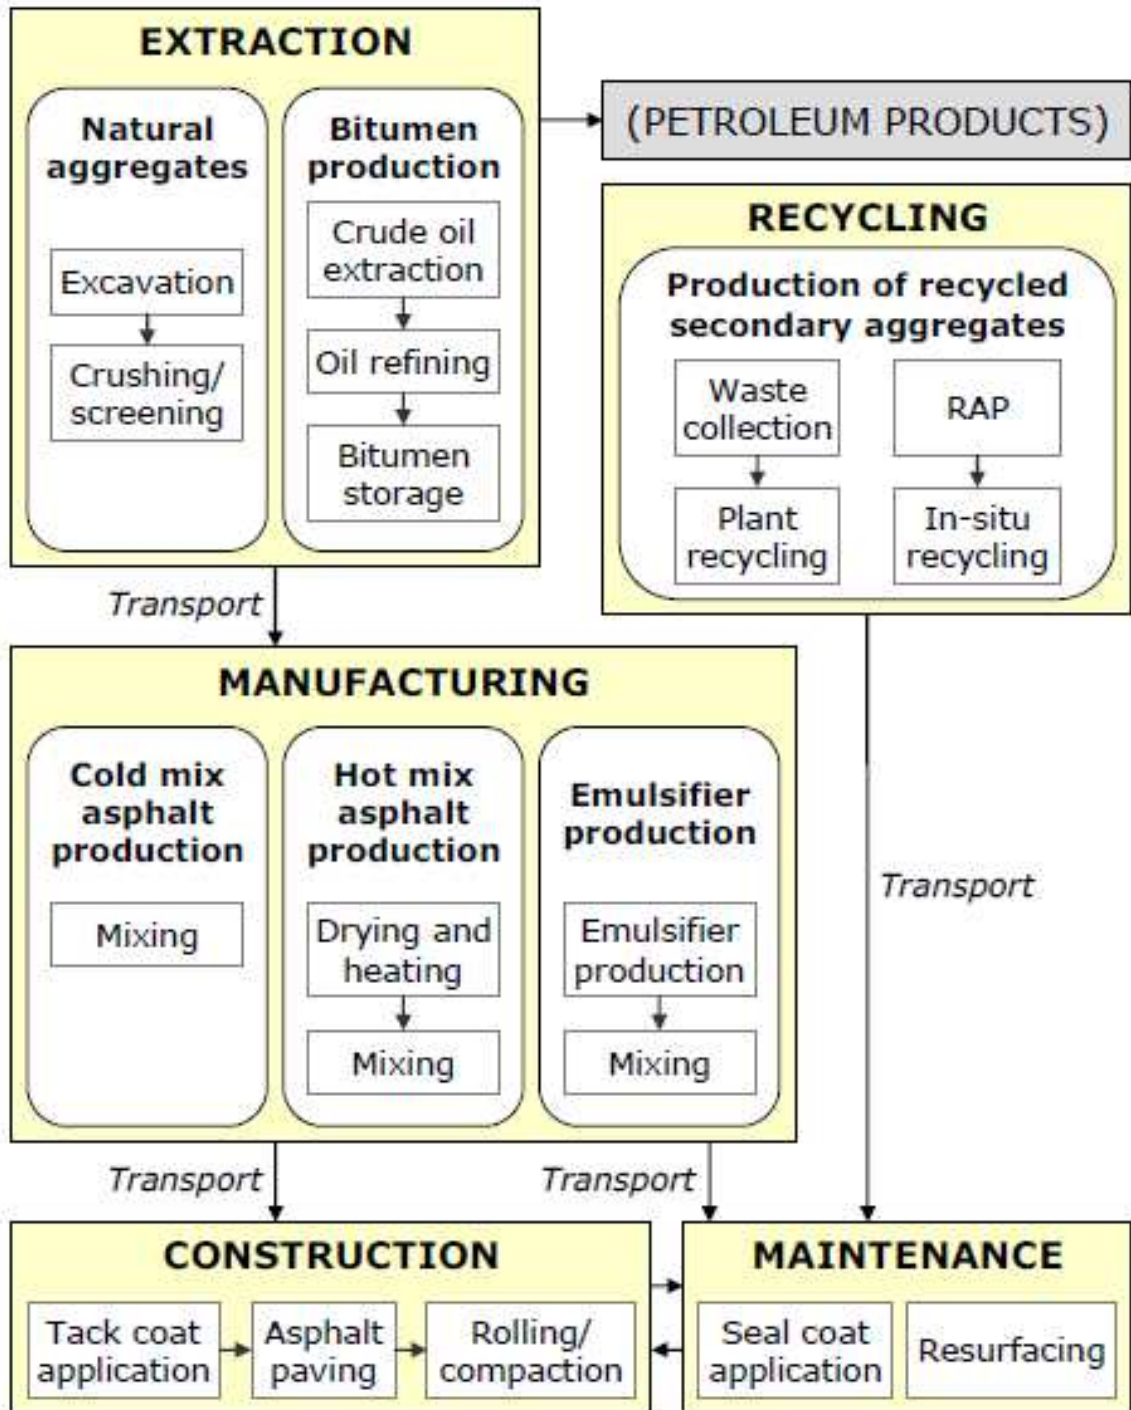 EXTRACTION
Natural
aggregates
Excavation
Crushing/
screening
Bitumen
production
Crude oil
extraction
Oil refining
Bitumen
storage
(PETROLEUM PRODUCTS)
RECYCLING
Production of recycled
secondary aggregates
Waste
collection
Plant
recycling
RAP
In-situ
recycling
Transport
MANUFACTURING
Cold mix
asphalt
production
Mixing
Hot mix
asphalt
production
Drying and
heating
Mixing
Emulsifier
production
Emulsifier
production
Mixing
Transport
Transport
Transport
CONSTRUCTION
Tack coat
application
Asphalt
paving
Rolling/
compaction
MAINTENANCE
Seal coat
application
Resurfacing